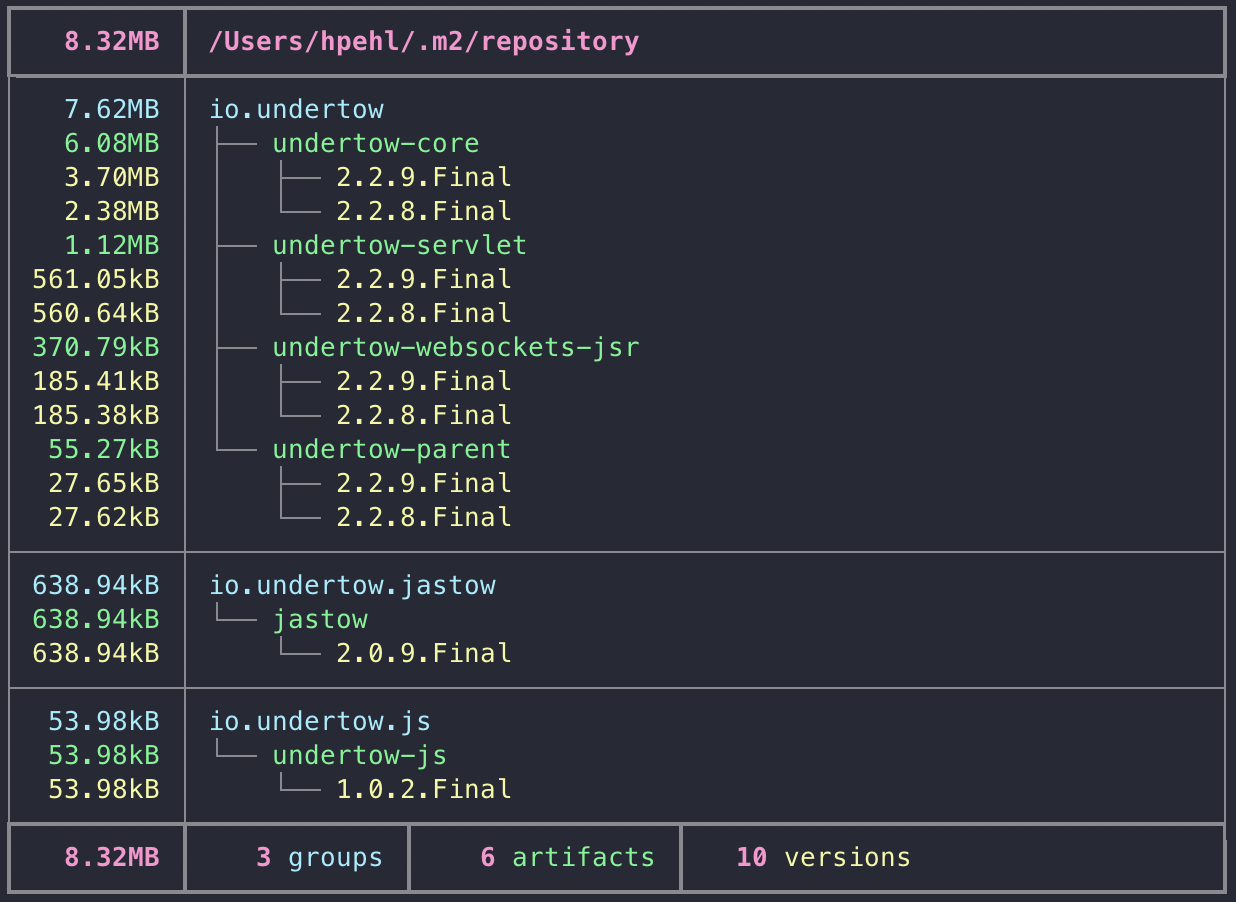 8.32MB /Users/hpehl/.m2/repository
7.62MB io.undertow
6.08MB undertow-core
3.70MB 2.2.9.Final
2.38MB 2.2.8.Final
1.12MB undertow-servlet
561.05kB 2.2.9.Final
560.64kB 2.2.8.Final
370.79kB undertow-websockets-jsr
185.41kB 2.2.9.Final
185.38kB 2.2.8.Final
55.27kB undertow-parent
27.65kB 2.2.9.Final
27.62kB 2.2.8.Final
638.94kB io.undertow.jastow
638.94kB jastow
638.94kB 2.0.9.Final
53.98kB io.undertow.js
53.98kB undertow-js
53.98kB 1.0.2.Final
8.32MB 3 groups 6 artifacts 10 versions